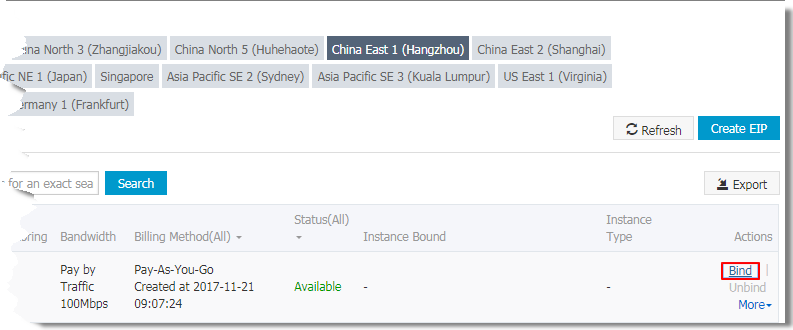 China North 3 (Zhangjiakou) China North 5 (Huhehaote) China East 1 (Hangzhou) China East 2 (Shanghai)
NE 1 (Japan) Singapore Asia Pacific SE 2 (Sydney) Asia Pacific SE 3 (Kuala Lumpur) US East 1 (Virginia)
Germany 1 (Frankfurt)
Refresh Create EIP
for an exact sea Search Export
Status(All)
Instance
oring Bandwidth Billing Method(All) Instance Bound Type Actions
Pay by Pay-As-You-Go Bind |
Traffic Created at 2017-11-21 Available - - Unbind
100Mbps 09:07:24 More